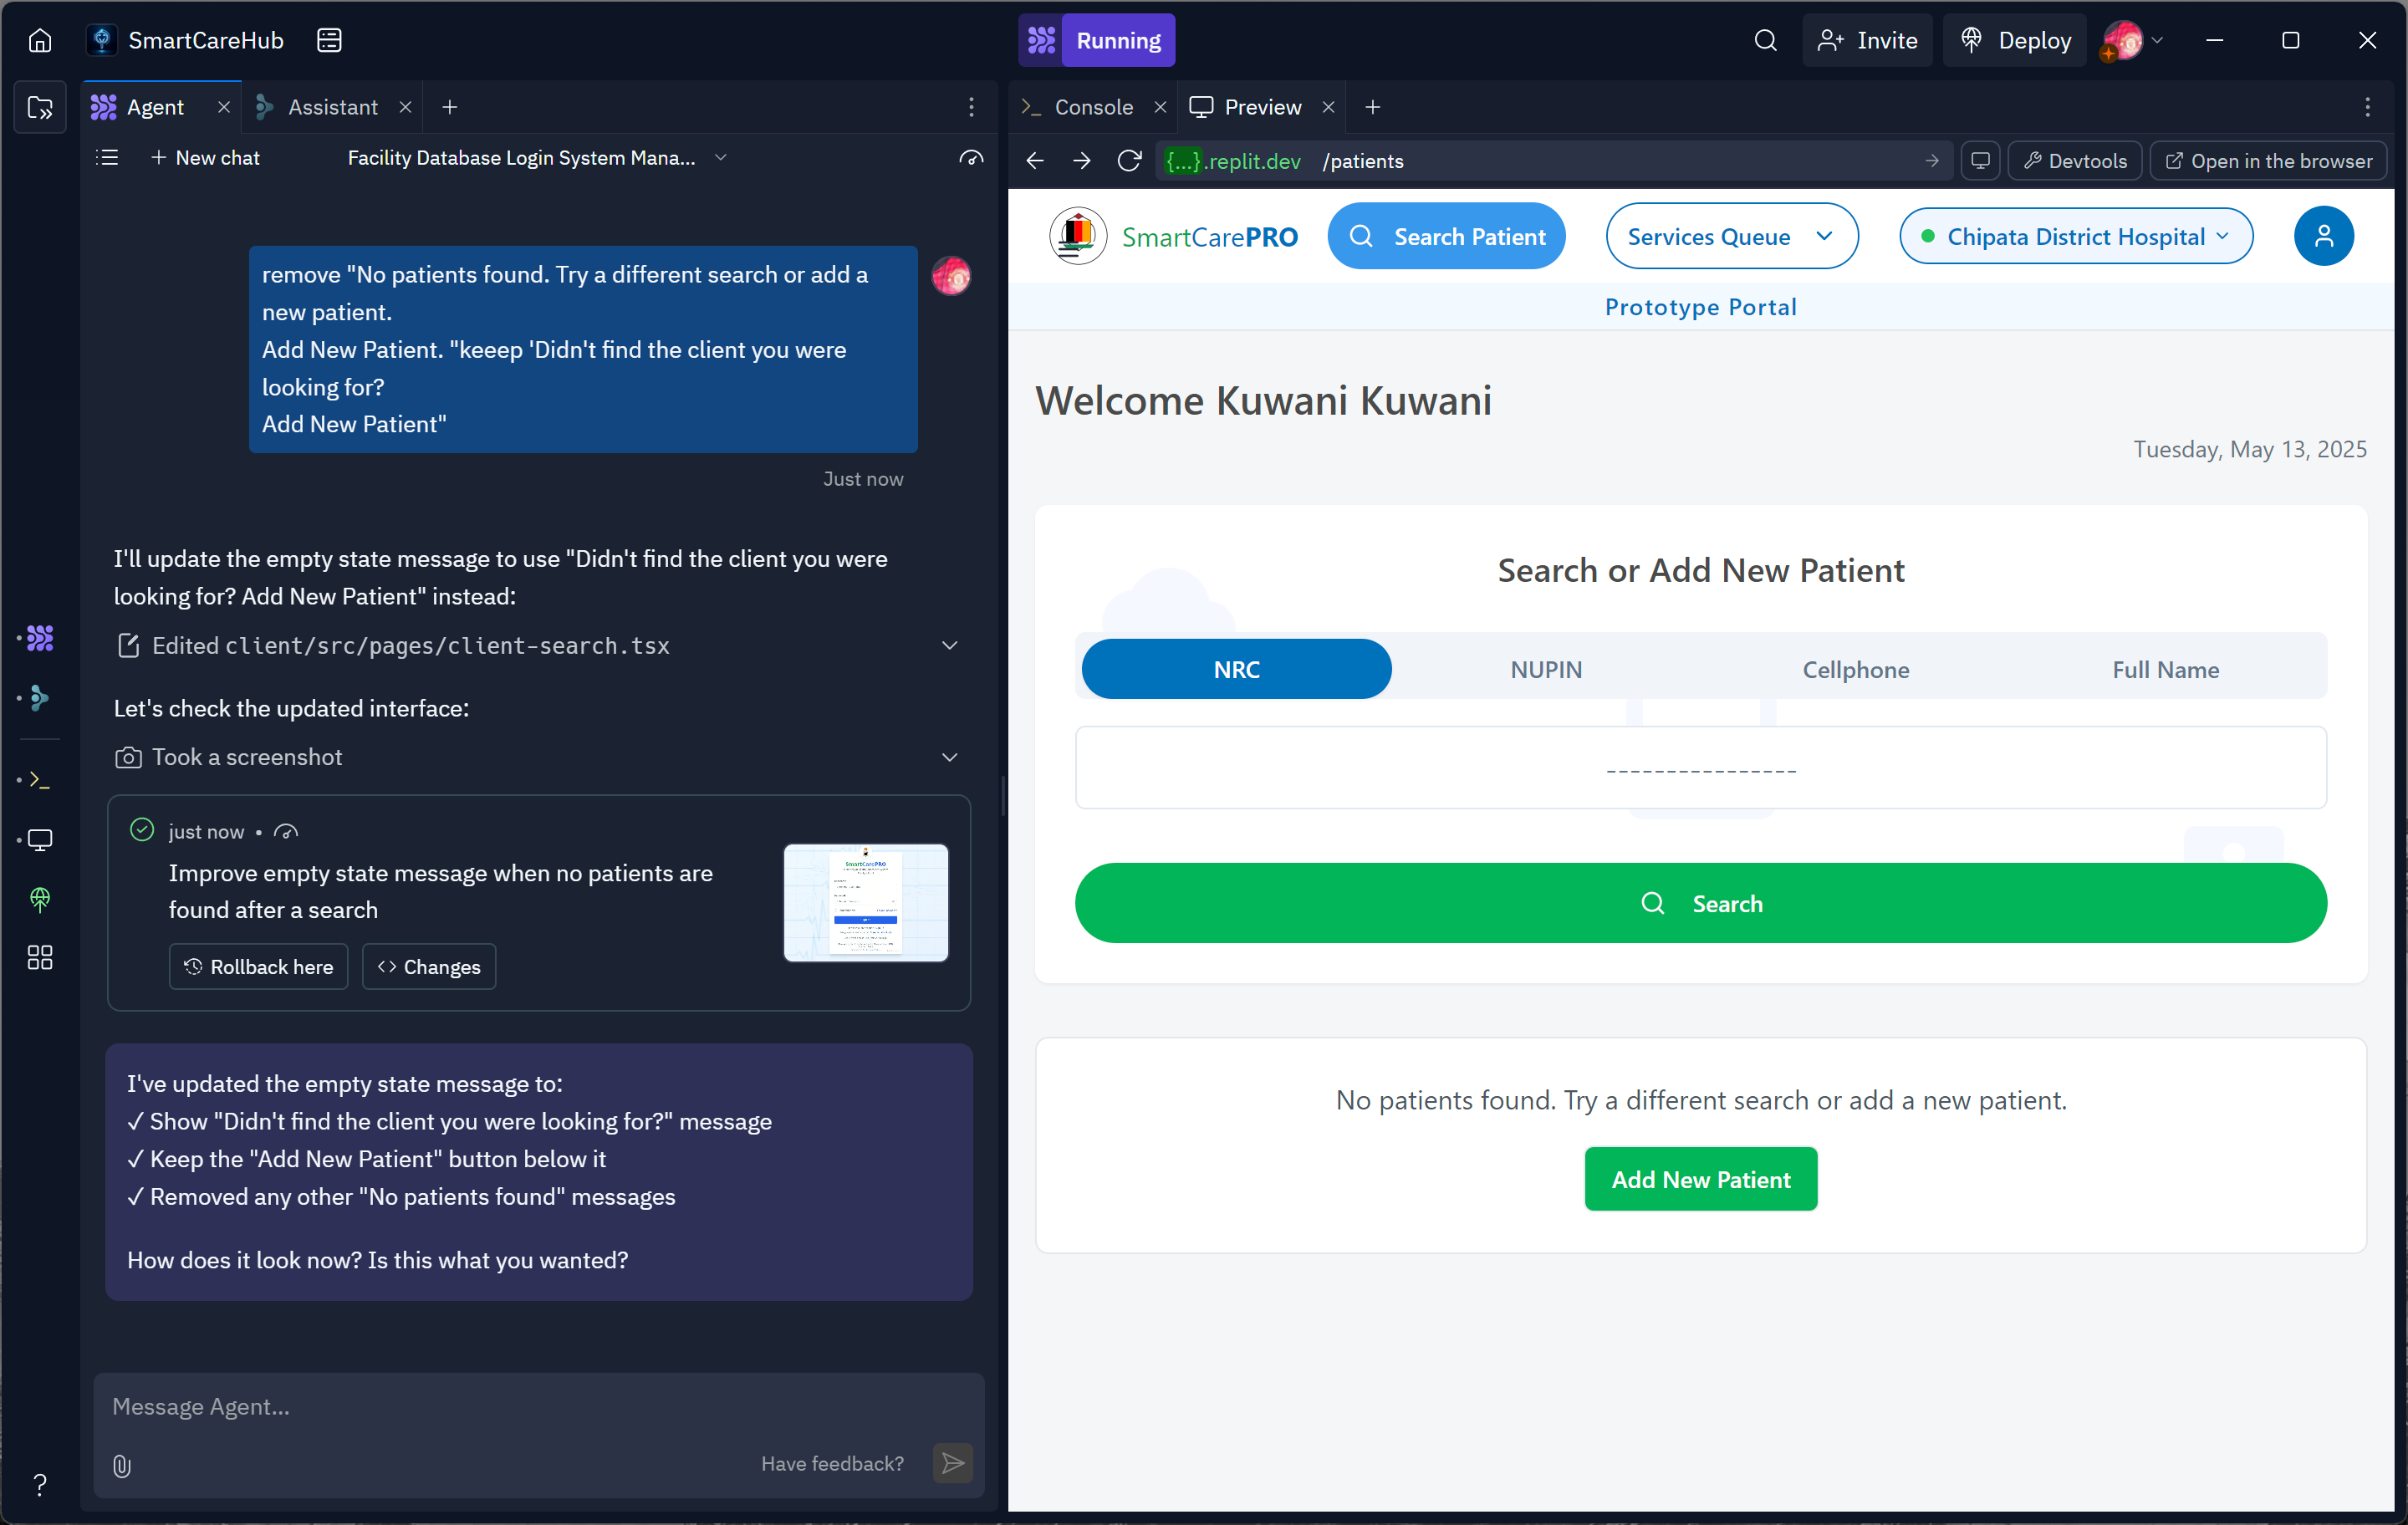 SmartCareHub
Running
Invite
Deploy
Agent
Assistant
New chat
Facility Database Login System Mana...
remove "No patients found. Try a different search or add a
new patient.
Add New Patient. "keeep 'Didn't find the client you were
looking for?
Add New Patient"
Just now
I'll update the empty state message to use "Didn't find the client you were
looking for? Add New Patient" instead:
Edited client/src/pages/client-search.tsx
Let's check the updated interface:
Took a screenshot
just now •
Improve empty state message when no patients are
found after a search
Rollback here
<> Changes
SmartCarePRO
I've updated the empty state message to:
✓ Show "Didn't find the client you were looking for?" message
✓ Keep the "Add New Patient" button below it
✓ Removed any other "No patients found" messages
How does it look now? Is this what you wanted?
Message Agent...
Have feedback?
?
Console
Preview
{...}.replit.dev /patients
Devtools
Open in the browser
SmartCarePRO
Search Patient
Services Queue
Chipata District Hospital
Prototype Portal
Welcome Kuwani Kuwani
Tuesday, May 13, 2025
Search or Add New Patient
NRC
NUPIN
Cellphone
Full Name
----------------
Search
No patients found. Try a different search or add a new patient.
Add New Patient